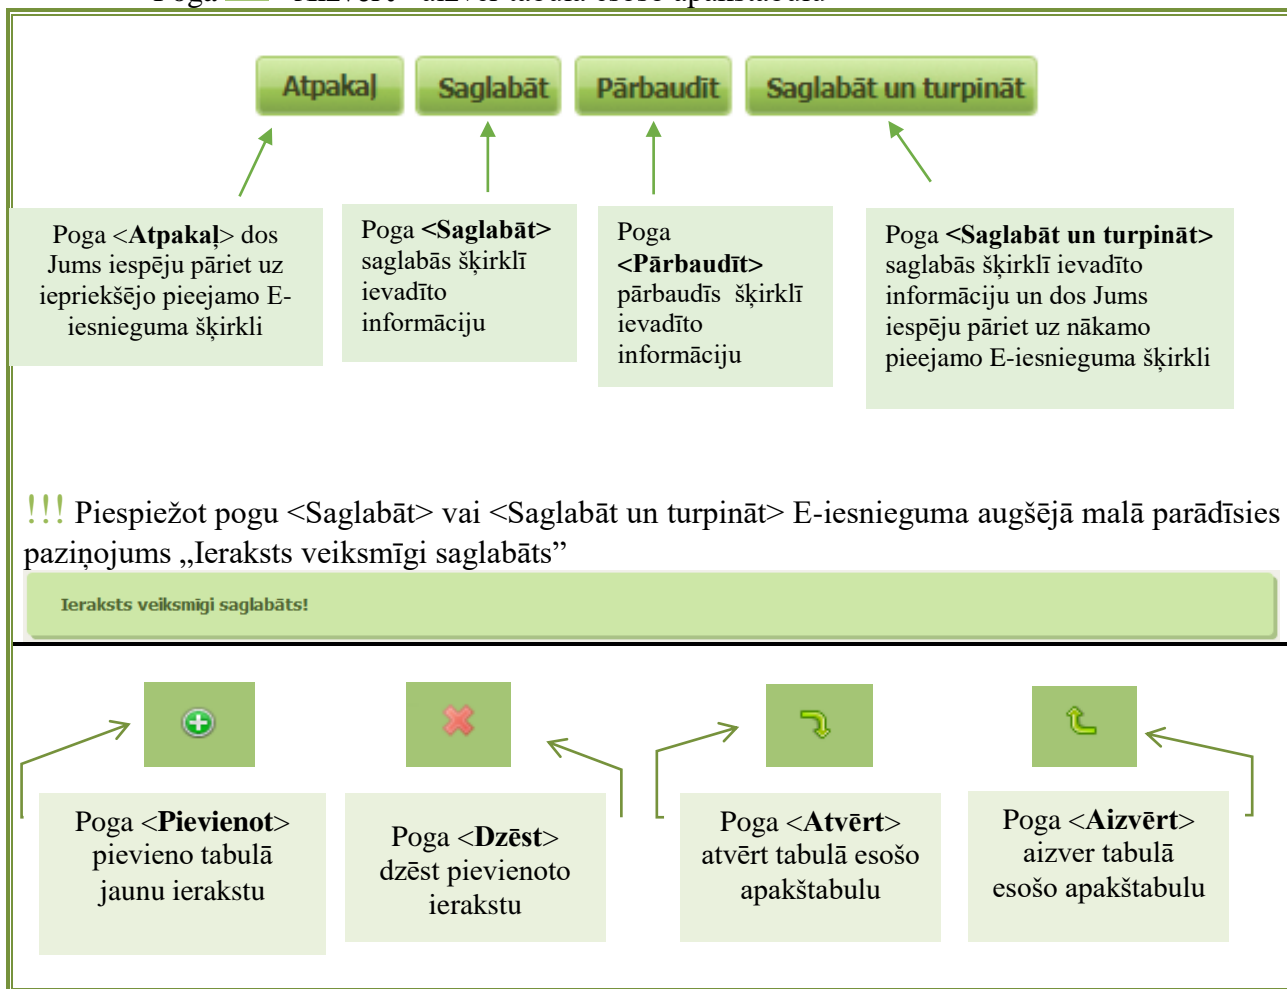 Atpakaļ Saglabāt Pārbaudīt Saglabāt un turpināt
Poga <Atpakaļ> dos
Jums iespēju pāriet uz
iepriekšējo pieejamo E-
iesnieguma šķirkli
Poga <Saglabāt>
saglabās šķirklī
ievadīto
informāciju
Poga
<Pārbaudīt>
pārbaudīs šķirklī
ievadīto
informāciju
Poga <Saglabāt un turpināt>
saglabās šķirklī ievadīto
informāciju un dos Jums
iespēju pāriet uz nākamo
pieejamo E-iesnieguma šķirkli
!!! Piespiežot pogu <Saglabāt> vai <Saglabāt un turpināt> E-iesnieguma augšējā malā parādīsies
paziņojums „Ieraksts veiksmīgi saglabāts”
Ieraksts veiksmīgi saglabāts!
Poga <Pievienot>
pievieno tabulā
jaunu ierakstu
Poga <Dzēst>
dzēst pievienoto
ierakstu
Poga <Atvērt>
atvērt tabulā esošo
apakštabulu
Poga <Aizvērt>
aizver tabulā
esošo apakštabulu